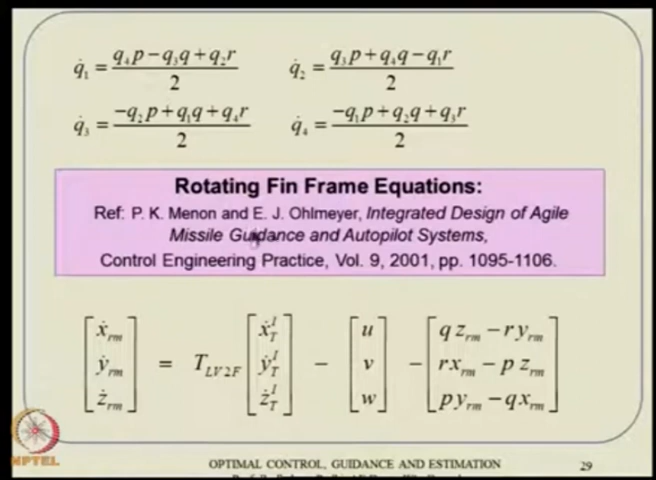 q̇₁ = (q₄p − q₃q + q₂r)/2    q̇₂ = (q₃p + q₄q − q₁r)/2
q̇₃ = (−q₂p + q₁q + q₄r)/2    q̇₄ = (−q₁p + q₂q + q₃r)/2
Rotating Fin Frame Equations:
Ref: P. K. Menon and E. J. Ohlmeyer, Integrated Design of Agile
Missile Guidance and Autopilot Systems,
Control Engineering Practice, Vol. 9, 2001, pp. 1095-1106.
[ẋ_rm]   [ẋ_T^I]   [u]   [q z_rm − r y_rm]
[ẏ_rm] = T_LV2F [ẏ_T^I] − [v] − [r x_rm − p z_rm]
[ż_rm]   [ż_T^I]   [w]   [p y_rm − q x_rm]
NPTEL
OPTIMAL CONTROL, GUIDANCE AND ESTIMATION 29